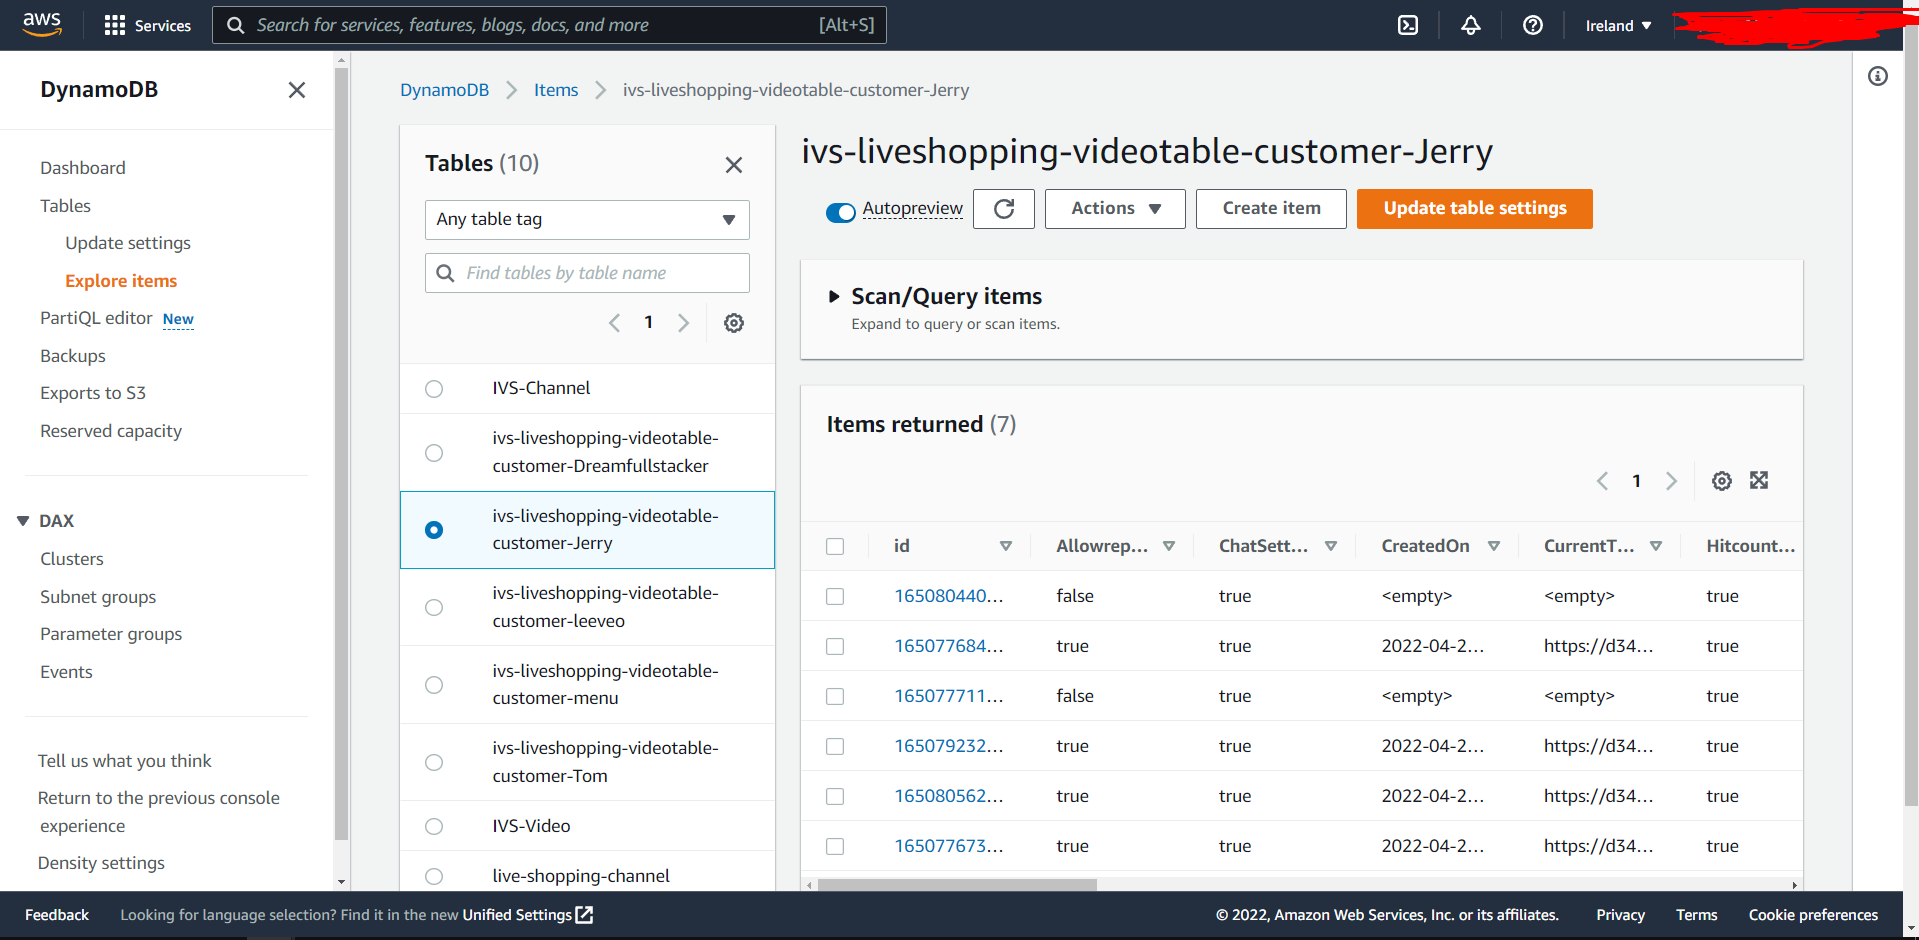 aws
Services
Search for services, features, blogs, docs, and more
[Alt+S]
Ireland
DynamoDB
Dashboard
Tables
Update settings
Explore items
PartiQL editor New
Backups
Exports to S3
Reserved capacity
DAX
Clusters
Subnet groups
Parameter groups
Events
Tell us what you think
Return to the previous console
experience
Density settings
DynamoDB
Items
ivs-liveshopping-videotable-customer-Jerry
Tables (10)
Any table tag
Find tables by table name
1
IVS-Channel
ivs-liveshopping-videotable-
customer-Dreamfullstacker
ivs-liveshopping-videotable-
customer-Jerry
ivs-liveshopping-videotable-
customer-leeveo
ivs-liveshopping-videotable-
customer-menu
ivs-liveshopping-videotable-
customer-Tom
IVS-Video
live-shopping-channel
ivs-liveshopping-videotable-customer-Jerry
Autopreview
Actions
Create item
Update table settings
Scan/Query items
Expand to query or scan items.
Items returned (7)
1
id Allowrep... ChatSett... CreatedOn CurrentT... Hitcount...
165080440... false true <empty> <empty> true
165077684... true true 2022-04-2... https://d34... true
165077711... false true <empty> <empty> true
165079232... true true 2022-04-2... https://d34... true
165080562... true true 2022-04-2... https://d34... true
165077673... true true 2022-04-2... https://d34... true
Feedback
Looking for language selection? Find it in the new Unified Settings
© 2022, Amazon Web Services, Inc. or its affiliates.
Privacy
Terms
Cookie preferences